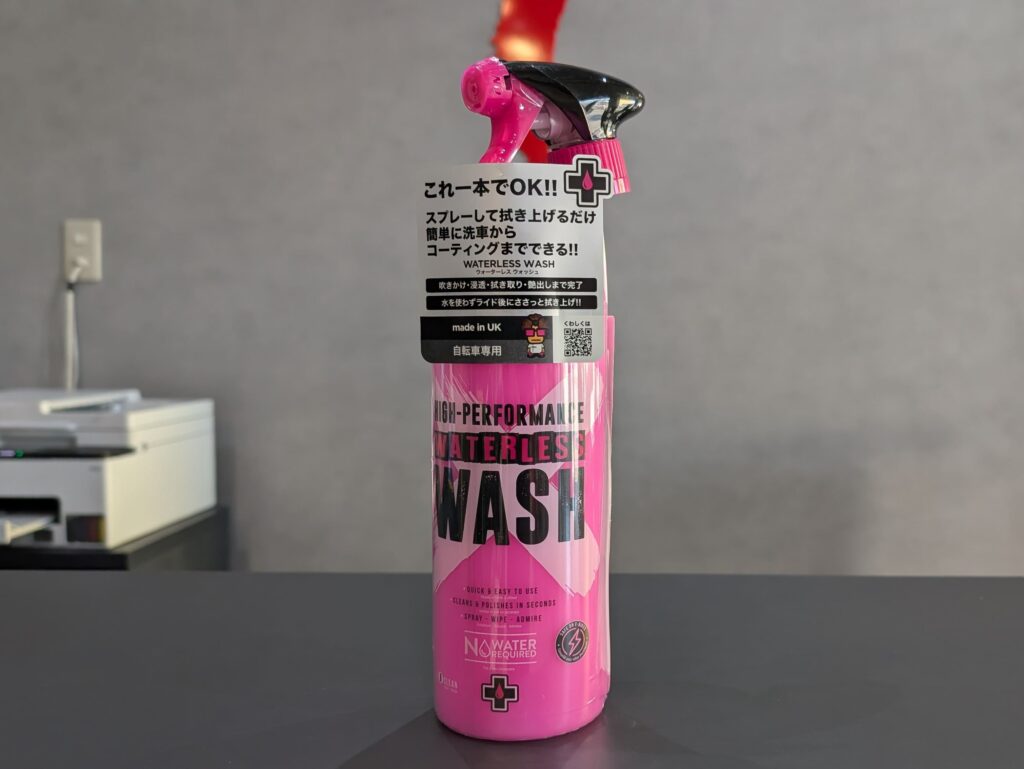 これ一本でOK!!
スプレーして拭き上げるだけ
簡単に洗車から
コーティングまでできる!!
WATERLESS WASH
ウォーターレス ウォッシュ
吹きかけ・浸透・拭き取り・艶出しまで完了
水を使わずライド後にささっと拭き上げ!!
made in UK
くわしくは
自転車専用
HIGH-PERFORMANCE
WATERLESS
WASH
QUICK & EASY TO USE
CLEANS & POLISHES IN SECONDS
SPRAY - WIPE - ADMIRE
NO WATER
REQUIRED